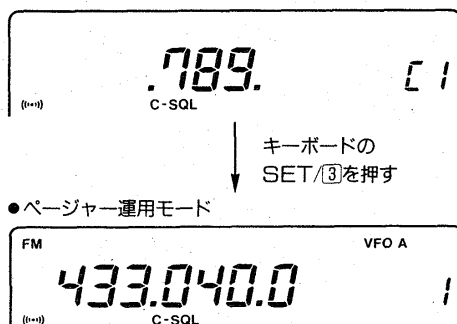 .789. C1
((•)) C-SQL
キーボードの
SET/3を押す
●ページャー運用モード
FM VFO A
433.040.0 1
((•)) C-SQL